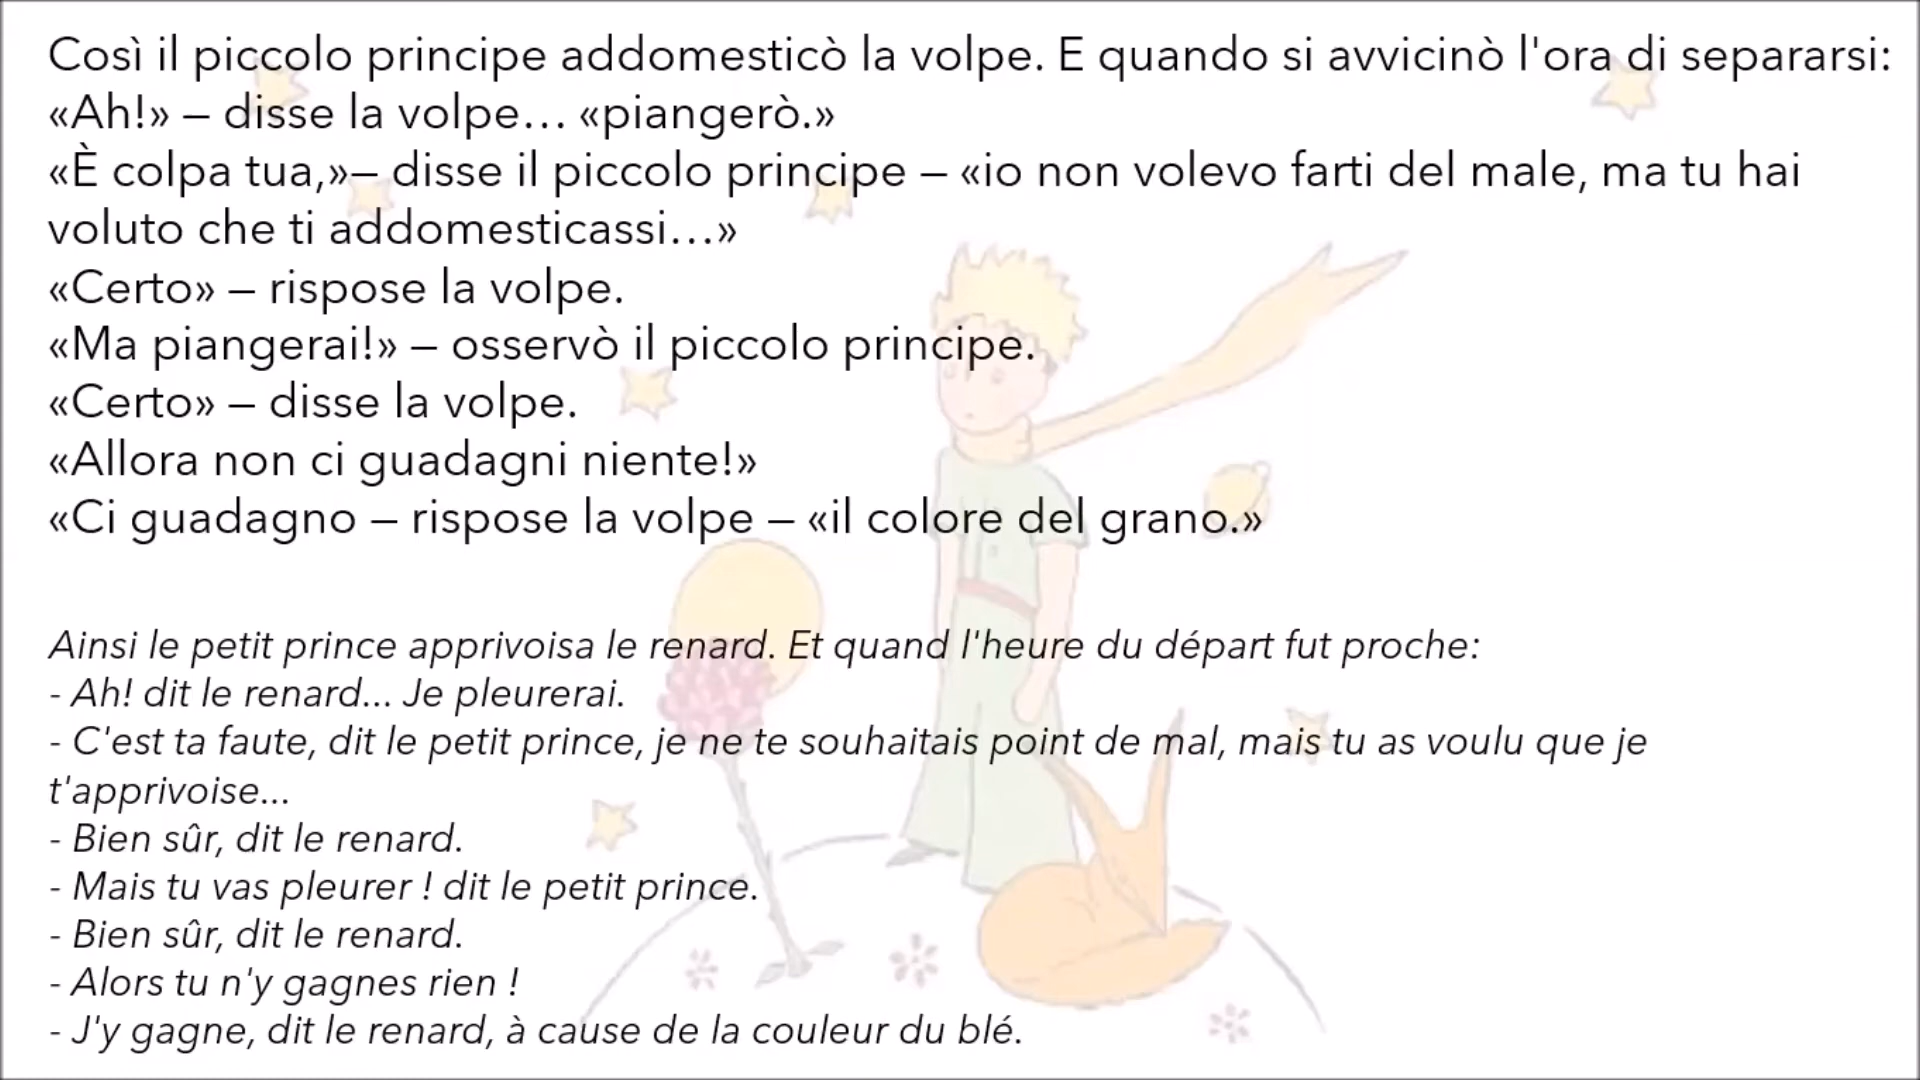 Così il piccolo principe addomesticò la volpe. E quando si avvicinò l'ora di separarsi:
«Ah!» – disse la volpe… «piangerò.»
«È colpa tua,»– disse il piccolo principe – «io non volevo farti del male, ma tu hai
voluto che ti addomesticassi…»
«Certo» – rispose la volpe.
«Ma piangerai!» – osservò il piccolo principe.
«Certo» – disse la volpe.
«Allora non ci guadagni niente!»
«Ci guadagno – rispose la volpe – «il colore del grano.»
Ainsi le petit prince apprivoisa le renard. Et quand l'heure du départ fut proche:
- Ah! dit le renard... Je pleurerai.
- C'est ta faute, dit le petit prince, je ne te souhaitais point de mal, mais tu as voulu que je
t'apprivoise...
- Bien sûr, dit le renard.
- Mais tu vas pleurer ! dit le petit prince.
- Bien sûr, dit le renard.
- Alors tu n'y gagnes rien !
- J'y gagne, dit le renard, à cause de la couleur du blé.